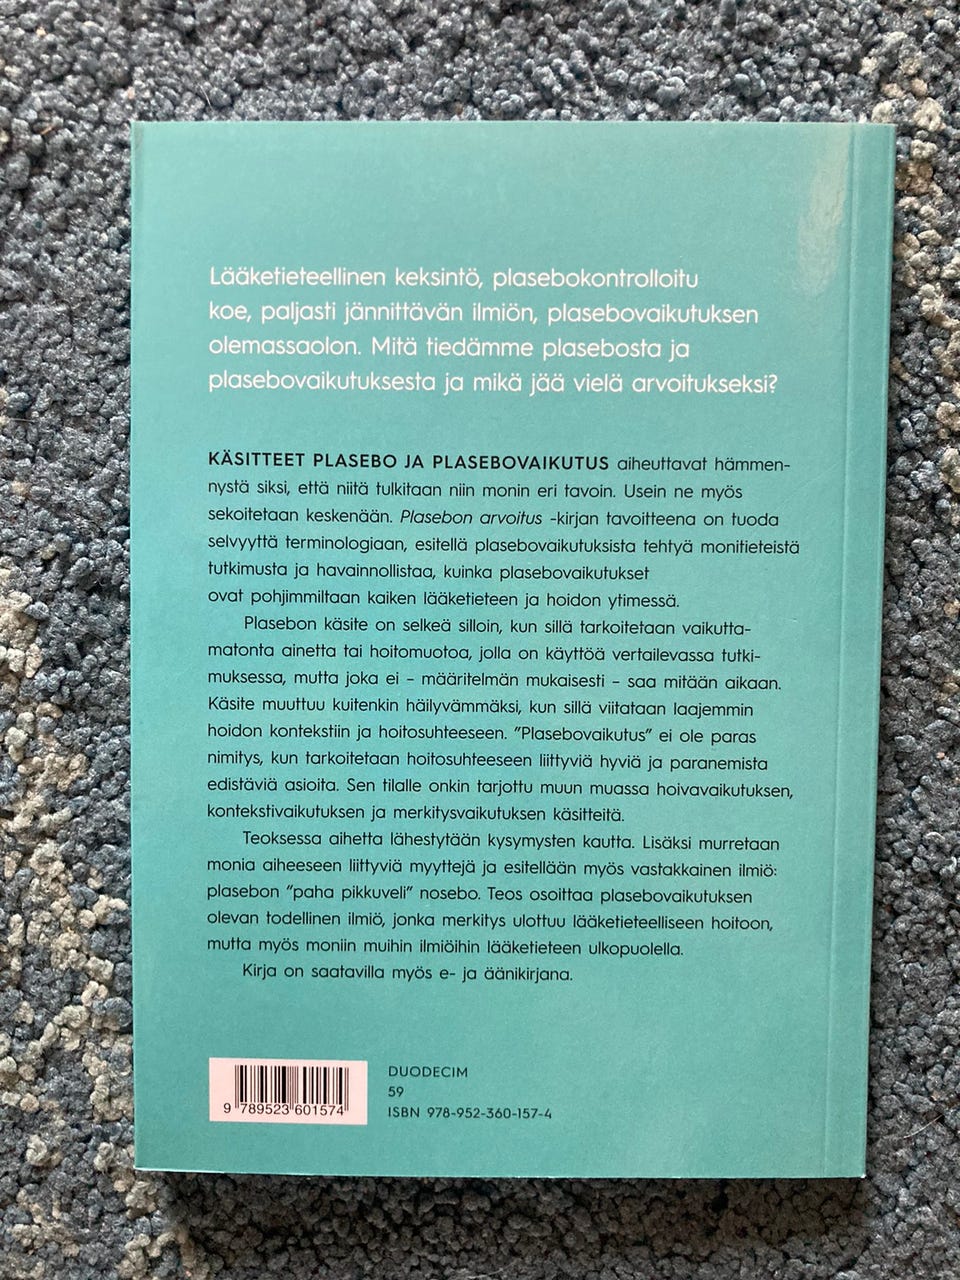 Lääketieteellinen keksintö, plasebokontrolloitu
koe, paljasti jännittävän ilmiön, plasebovaikutuksen
olemassaolon. Mitä tiedämme plasebosta ja
plasebovaikutuksesta ja mikä jää vielä arvoitukseksi?
KÄSITTEET PLASEBO JA PLASEBOVAIKUTUS aiheuttavat hämmen-
nystä siksi, että niitä tulkitaan niin monin eri tavoin. Usein ne myös
sekoitetaan keskenään. Plasebon arvoitus -kirjan tavoitteena on tuoda
selvyyttä terminologiaan, esitellä plasebovaikutuksista tehtyä monitieteistä
tutkimusta ja havainnollistaa, kuinka plasebovaikutukset
ovat pohjimmiltaan kaiken lääketieteen ja hoidon ytimessä.
Plasebon käsite on selkeä silloin, kun sillä tarkoitetaan vaikutta-
matonta ainetta tai hoitomuotoa, jolla on käyttöä vertailevassa tutki-
muksessa, mutta joka ei – määritelmän mukaisesti – saa mitään aikaan.
Käsite muuttuu kuitenkin häilyvämmäksi, kun sillä viitataan laajemmin
hoidon kontekstiin ja hoitosuhteeseen. ”Plasebovaikutus” ei ole paras
nimitys, kun tarkoitetaan hoitosuhteeseen liittyviä hyviä ja paranemista
edistäviä asioita. Sen tilalle onkin tarjottu muun muassa hoivavaikutuksen,
kontekstivaikutuksen ja merkitysvaikutuksen käsitteitä.
Teoksessa aihetta lähestytään kysymysten kautta. Lisäksi murretaan
monia aiheeseen liittyviä myyttejä ja esitellään myös vastakkainen ilmiö:
plasebon ”paha pikkuveli” nosebo. Teos osoittaa plasebovaikutuksen
olevan todellinen ilmiö, jonka merkitys ulottuu lääketieteelliseen hoitoon,
mutta myös moniin muihin ilmiöihin lääketieteen ulkopuolella.
Kirja on saatavilla myös e- ja äänikirjana.
DUODECIM
59
ISBN 978-952-360-157-4
9 789523 601574